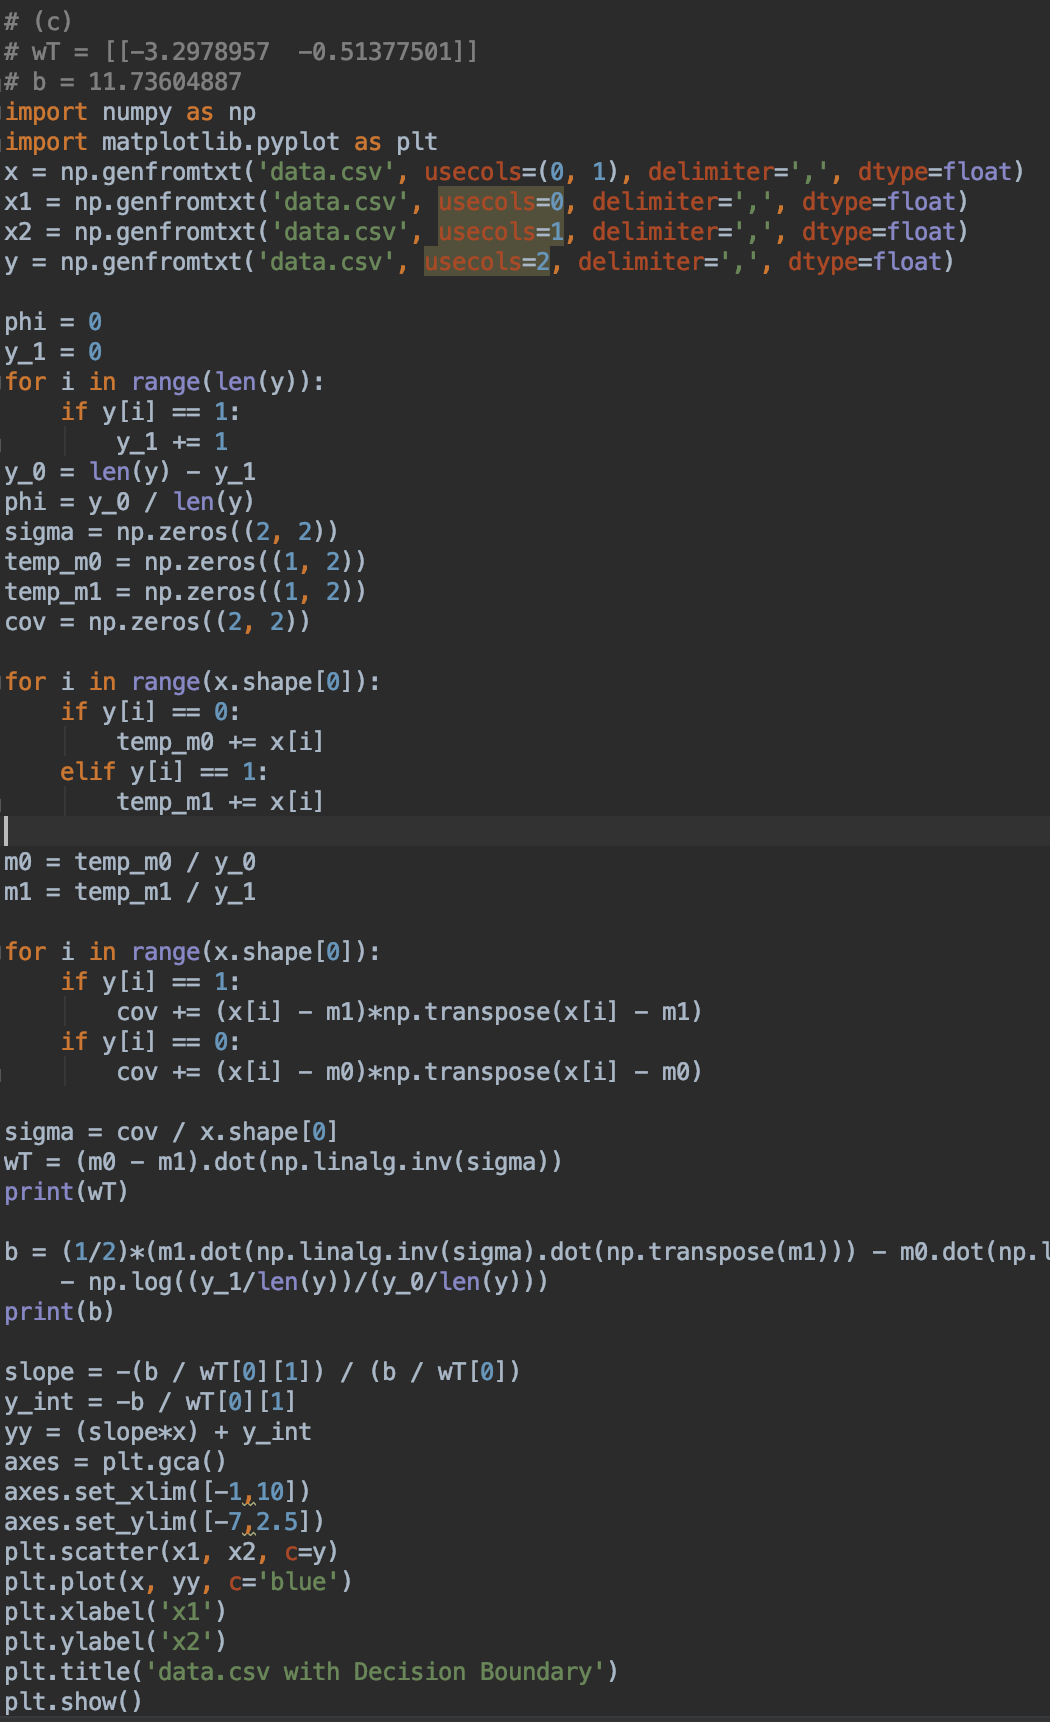 # (c)
# wT = [[-3.2978957  -0.51377501]]
# b = 11.73604887
import numpy as np
import matplotlib.pyplot as plt
x = np.genfromtxt('data.csv', usecols=(0, 1), delimiter=',', dtype=float)
x1 = np.genfromtxt('data.csv', usecols=0, delimiter=',', dtype=float)
x2 = np.genfromtxt('data.csv', usecols=1, delimiter=',', dtype=float)
y = np.genfromtxt('data.csv', usecols=2, delimiter=',', dtype=float)
phi = 0
y_1 = 0
for i in range(len(y)):
    if y[i] == 1:
        y_1 += 1
y_0 = len(y) - y_1
phi = y_0 / len(y)
sigma = np.zeros((2, 2))
temp_m0 = np.zeros((1, 2))
temp_m1 = np.zeros((1, 2))
cov = np.zeros((2, 2))
for i in range(x.shape[0]):
    if y[i] == 0:
        temp_m0 += x[i]
    elif y[i] == 1:
        temp_m1 += x[i]
m0 = temp_m0 / y_0
m1 = temp_m1 / y_1
for i in range(x.shape[0]):
    if y[i] == 1:
        cov += (x[i] - m1)*np.transpose(x[i] - m1)
    if y[i] == 0:
        cov += (x[i] - m0)*np.transpose(x[i] - m0)
sigma = cov / x.shape[0]
wT = (m0 - m1).dot(np.linalg.inv(sigma))
print(wT)
b = (1/2)*(m1.dot(np.linalg.inv(sigma).dot(np.transpose(m1))) - m0.dot(np.l
    - np.log((y_1/len(y))/(y_0/len(y)))
print(b)
slope = -(b / wT[0][1]) / (b / wT[0])
y_int = -b / wT[0][1]
yy = (slope*x) + y_int
axes = plt.gca()
axes.set_xlim([-1,10])
axes.set_ylim([-7,2.5])
plt.scatter(x1, x2, c=y)
plt.plot(x, yy, c='blue')
plt.xlabel('x1')
plt.ylabel('x2')
plt.title('data.csv with Decision Boundary')
plt.show()